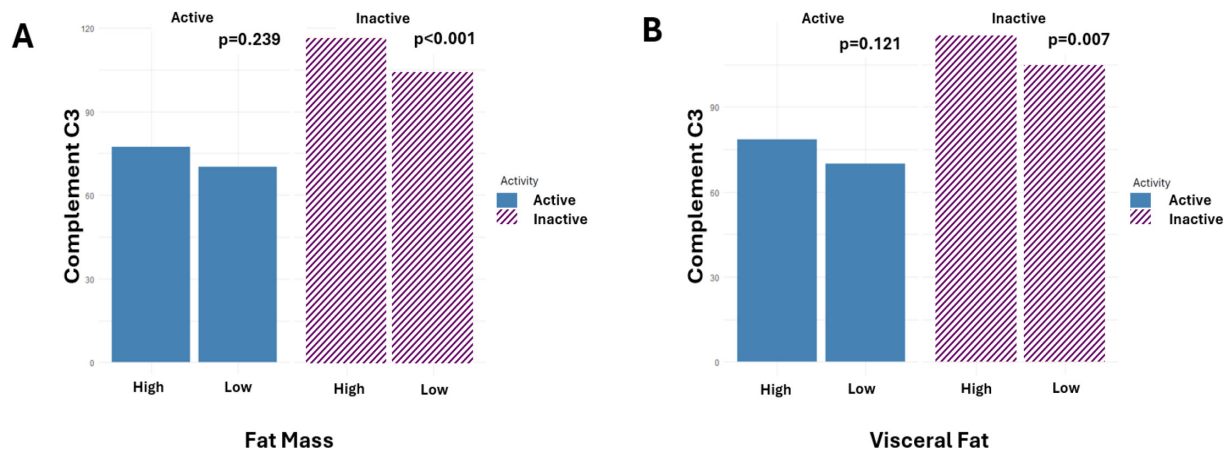 A
Active
Inactive
p=0.239
p<0.001
120
90
60
30
0
Complement C3
High
Low
High
Low
Fat Mass
Activity
Active
Inactive
B
Active
Inactive
p=0.121
p=0.007
90
60
30
0
Complement C3
High
Low
High
Low
Visceral Fat
Activity
Active
Inactive